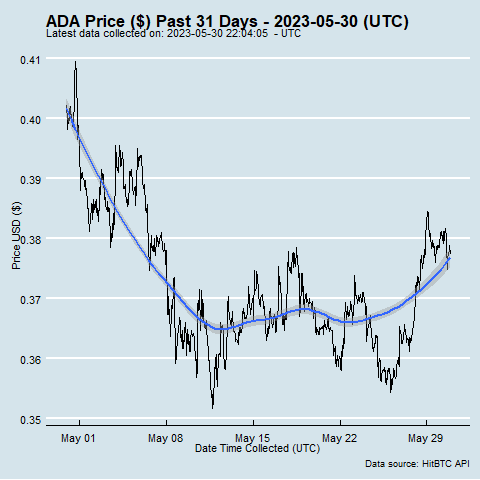 ADA Price ($) Past 31 Days - 2023-05-30 (UTC)
Latest data collected on: 2023-05-30 22:04:05 - UTC
0.41
0.40
0.39
0.38
0.37
0.36
0.35
Price USD ($)
May 01 May 08 May 15 May 22 May 29
Date Time Collected (UTC)
Data source: HitBTC API